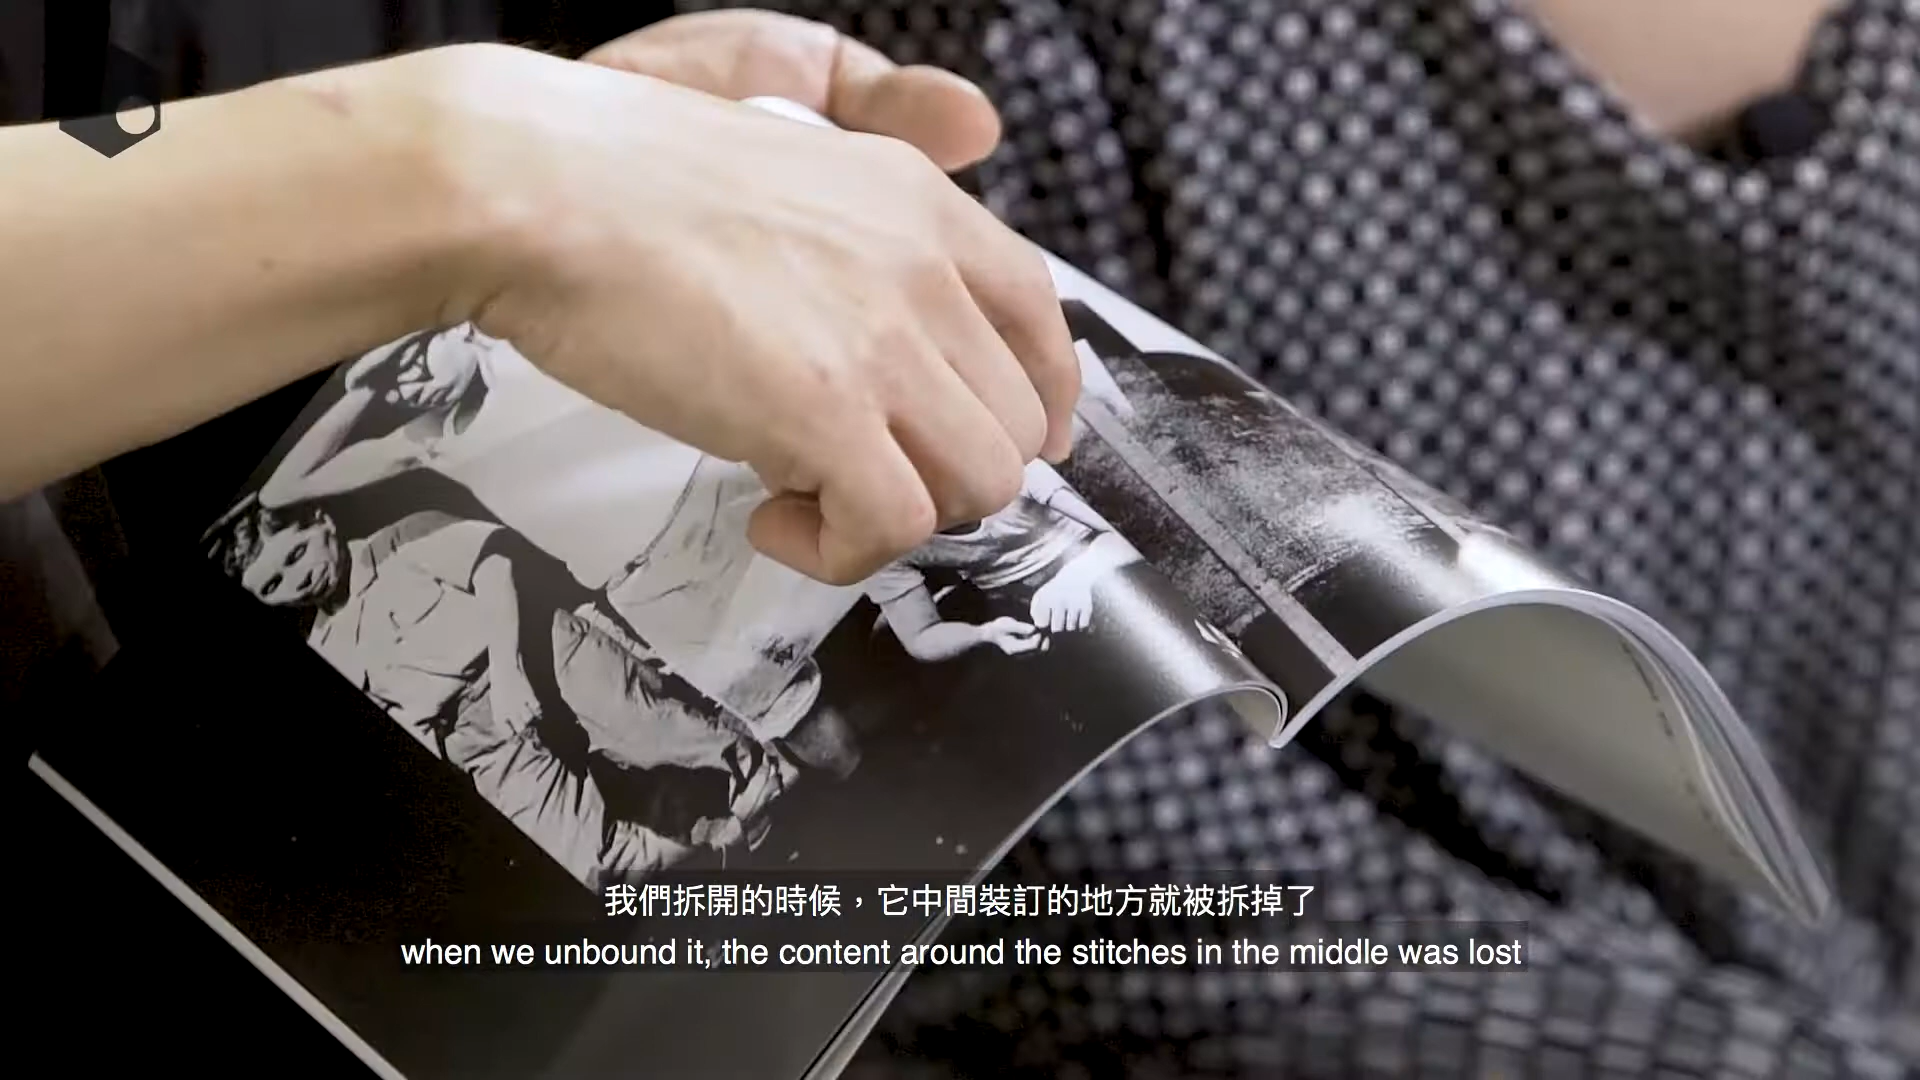 我們拆開的時候，它中間裝訂的地方就被拆掉了
when we unbound it, the content around the stitches in the middle was lost